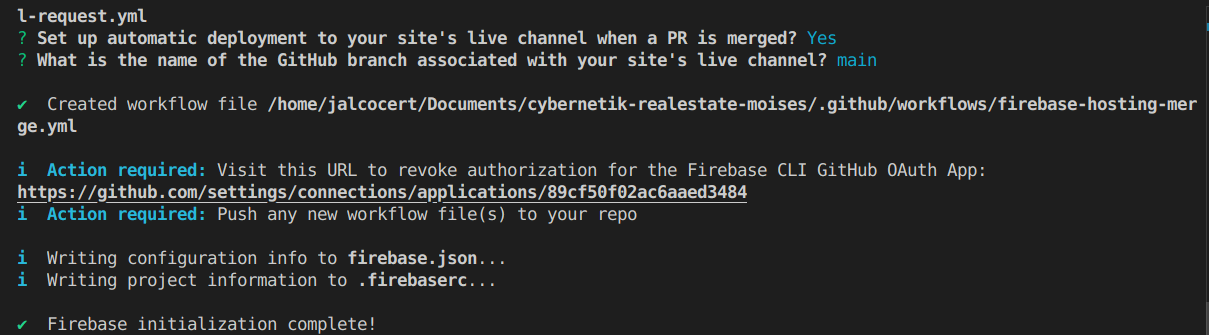 l-request.yml
? Set up automatic deployment to your site's live channel when a PR is merged? Yes
? What is the name of the GitHub branch associated with your site's live channel? main
✔  Created workflow file /home/jalcocert/Documents/cybernetik-realestate-moises/.github/workflows/firebase-hosting-mer
ge.yml
i  Action required: Visit this URL to revoke authorization for the Firebase CLI GitHub OAuth App:
https://github.com/settings/connections/applications/89cf50f02ac6aaed3484
i  Action required: Push any new workflow file(s) to your repo
i  Writing configuration info to firebase.json...
i  Writing project information to .firebaserc...
✔  Firebase initialization complete!